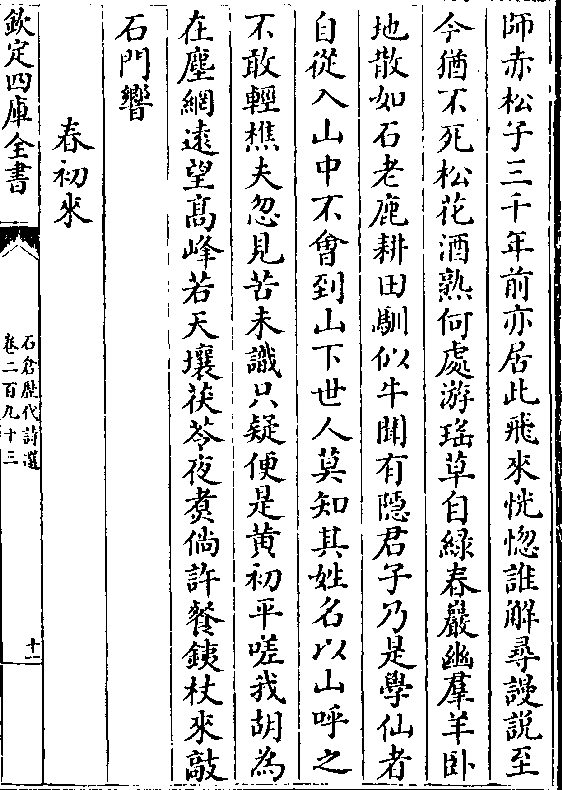 師赤松子三十年前亦居此飛來恍惚誰解尋謾説至
今猶不死松花酒熟何處游瑤草自緑春巖幽羣羊卧
地散如石老鹿耕田馴似牛聞有隱君子乃是學仙者
自從入山中不曾到山下世人莫知其姓名以山呼之
不敢輕樵夫忽見苦未識只疑便是黄初平嗟我胡為
在塵網遠望髙峰若天壤茯苓夜煑倘許餐鐵杖來敲
石門響
春初來
欽定四庫全書
石倉歴代詩選
卷二百九十三
十一